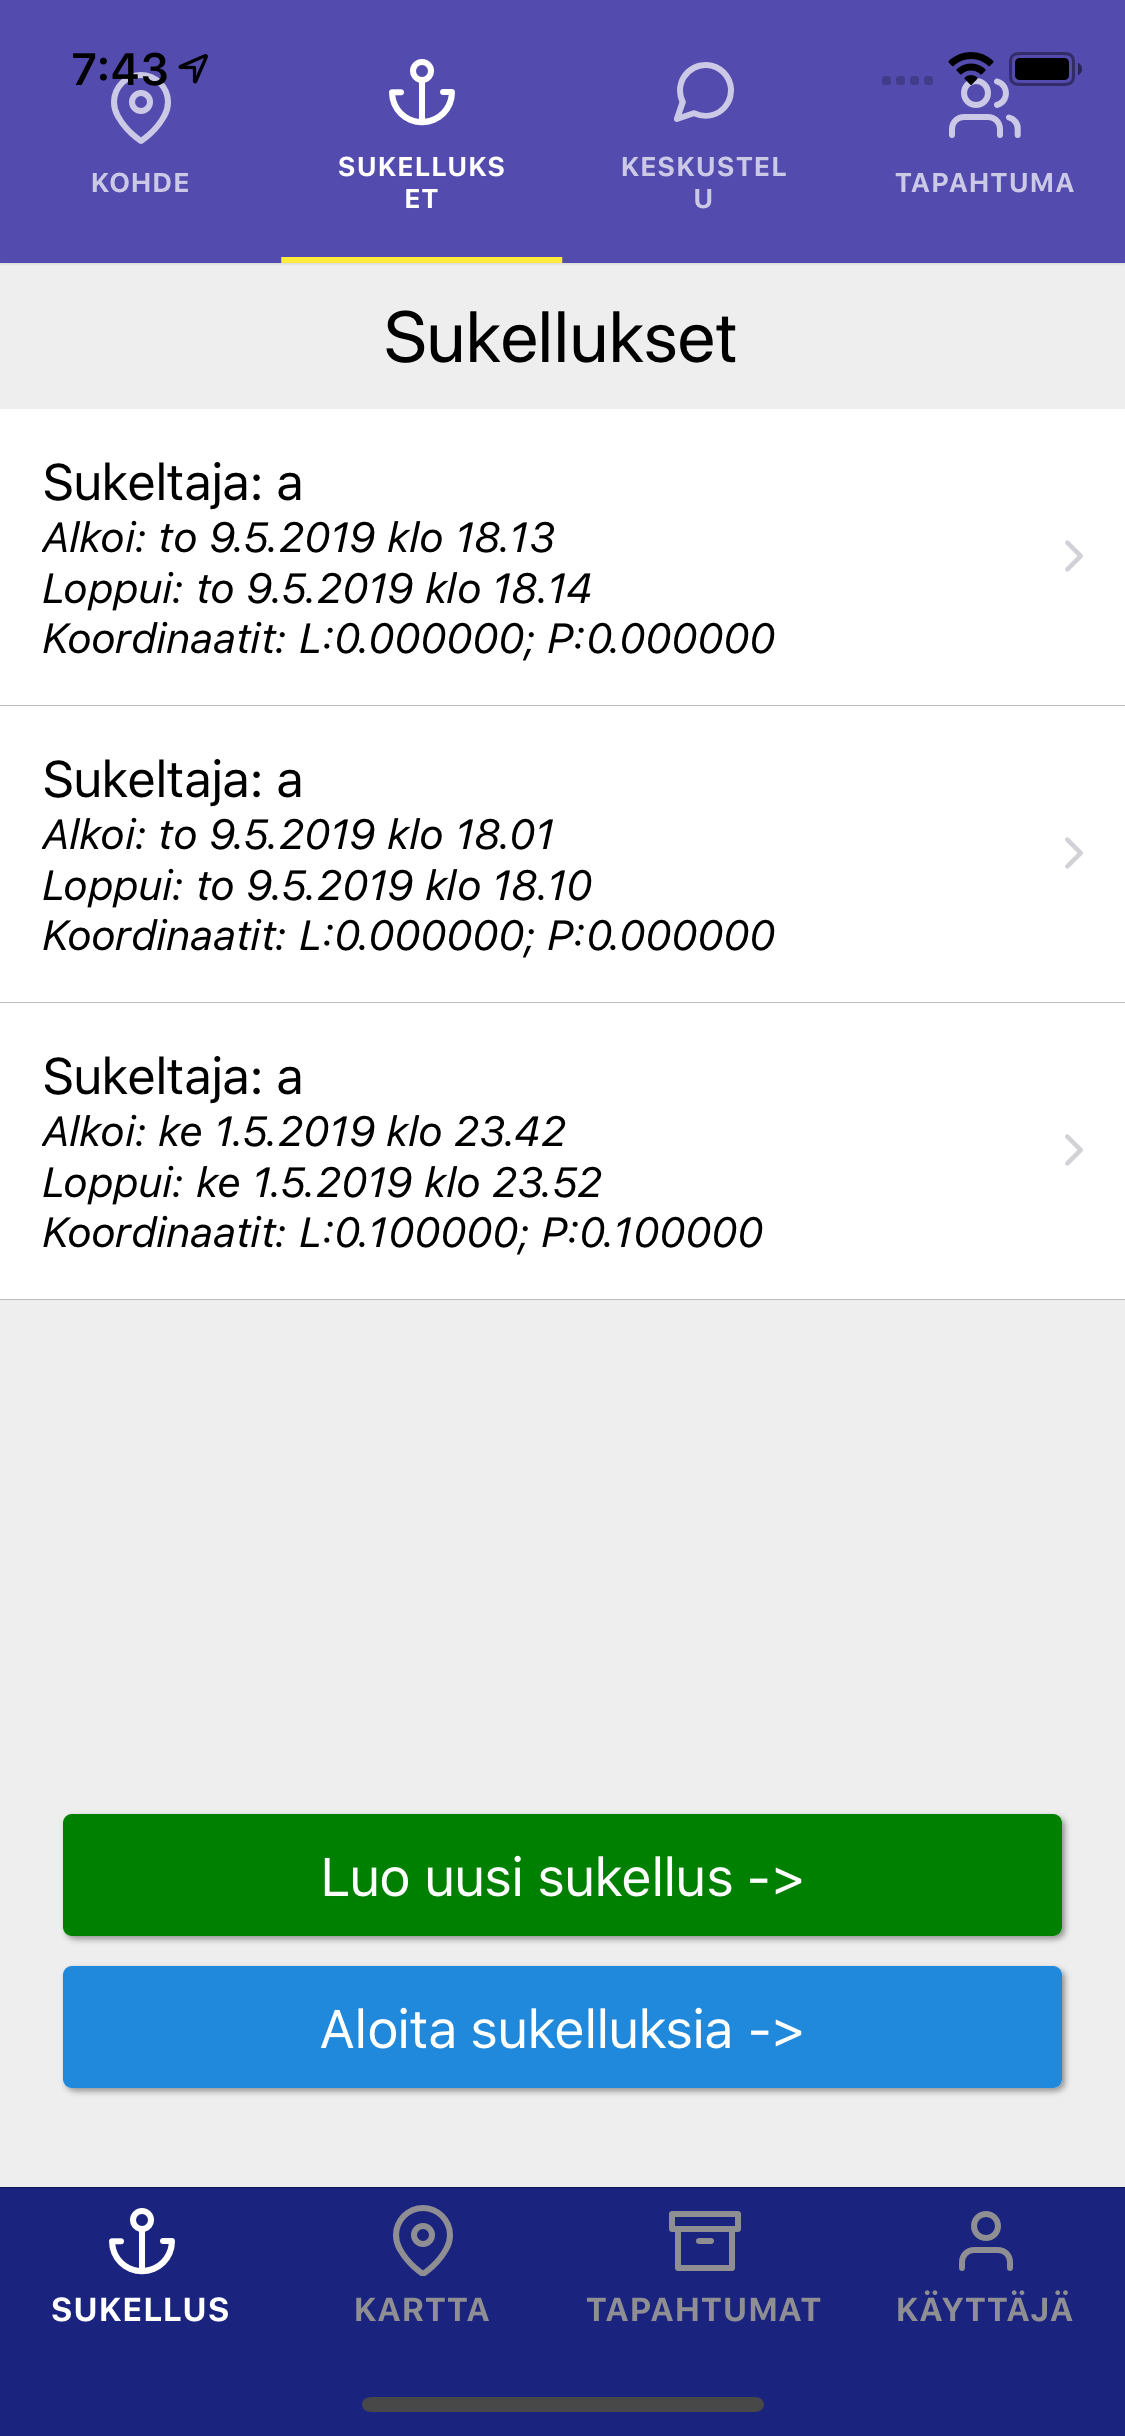 7:43
KOHDE
SUKELLUKS
ET
KESKUSTEL
U
TAPAHTUMA
Sukellukset
Sukeltaja: a
Alkoi: to 9.5.2019 klo 18.13
Loppui: to 9.5.2019 klo 18.14
Koordinaatit: L:0.000000; P:0.000000
Sukeltaja: a
Alkoi: to 9.5.2019 klo 18.01
Loppui: to 9.5.2019 klo 18.10
Koordinaatit: L:0.000000; P:0.000000
Sukeltaja: a
Alkoi: ke 1.5.2019 klo 23.42
Loppui: ke 1.5.2019 klo 23.52
Koordinaatit: L:0.100000; P:0.100000
Luo uusi sukellus ->
Aloita sukelluksia ->
SUKELLUS
KARTTA
TAPAHTUMAT
KÄYTTÄJÄ